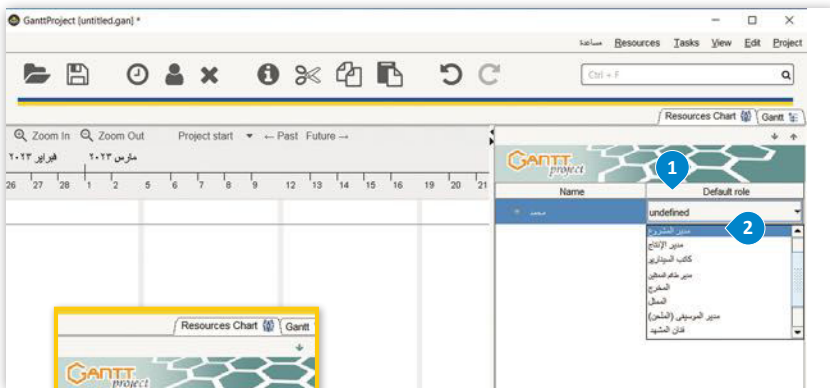 GanttProject [untitled.gan] *
مساعدة Resources Tasks View Edit Project
Ctrl + F
Resources Chart Gantt
Zoom In Zoom Out Project start ← Past Future →
فبراير ٢٠٢٣ مارس ٢٠٢٣
26 27 28 1 2 5 6 7 8 9 12 13 14 15 16 19 20 21
GANTT project
1
Name Default role
محمد undefined
مدير المشروع
2
مدير الإنتاج
كاتب السيناريو
مدير طاقم الممثلين
المخرج
الممثل
مدير الموسيقى (الملحن)
فنان المشهد
Resources Chart Gantt
GANTT project